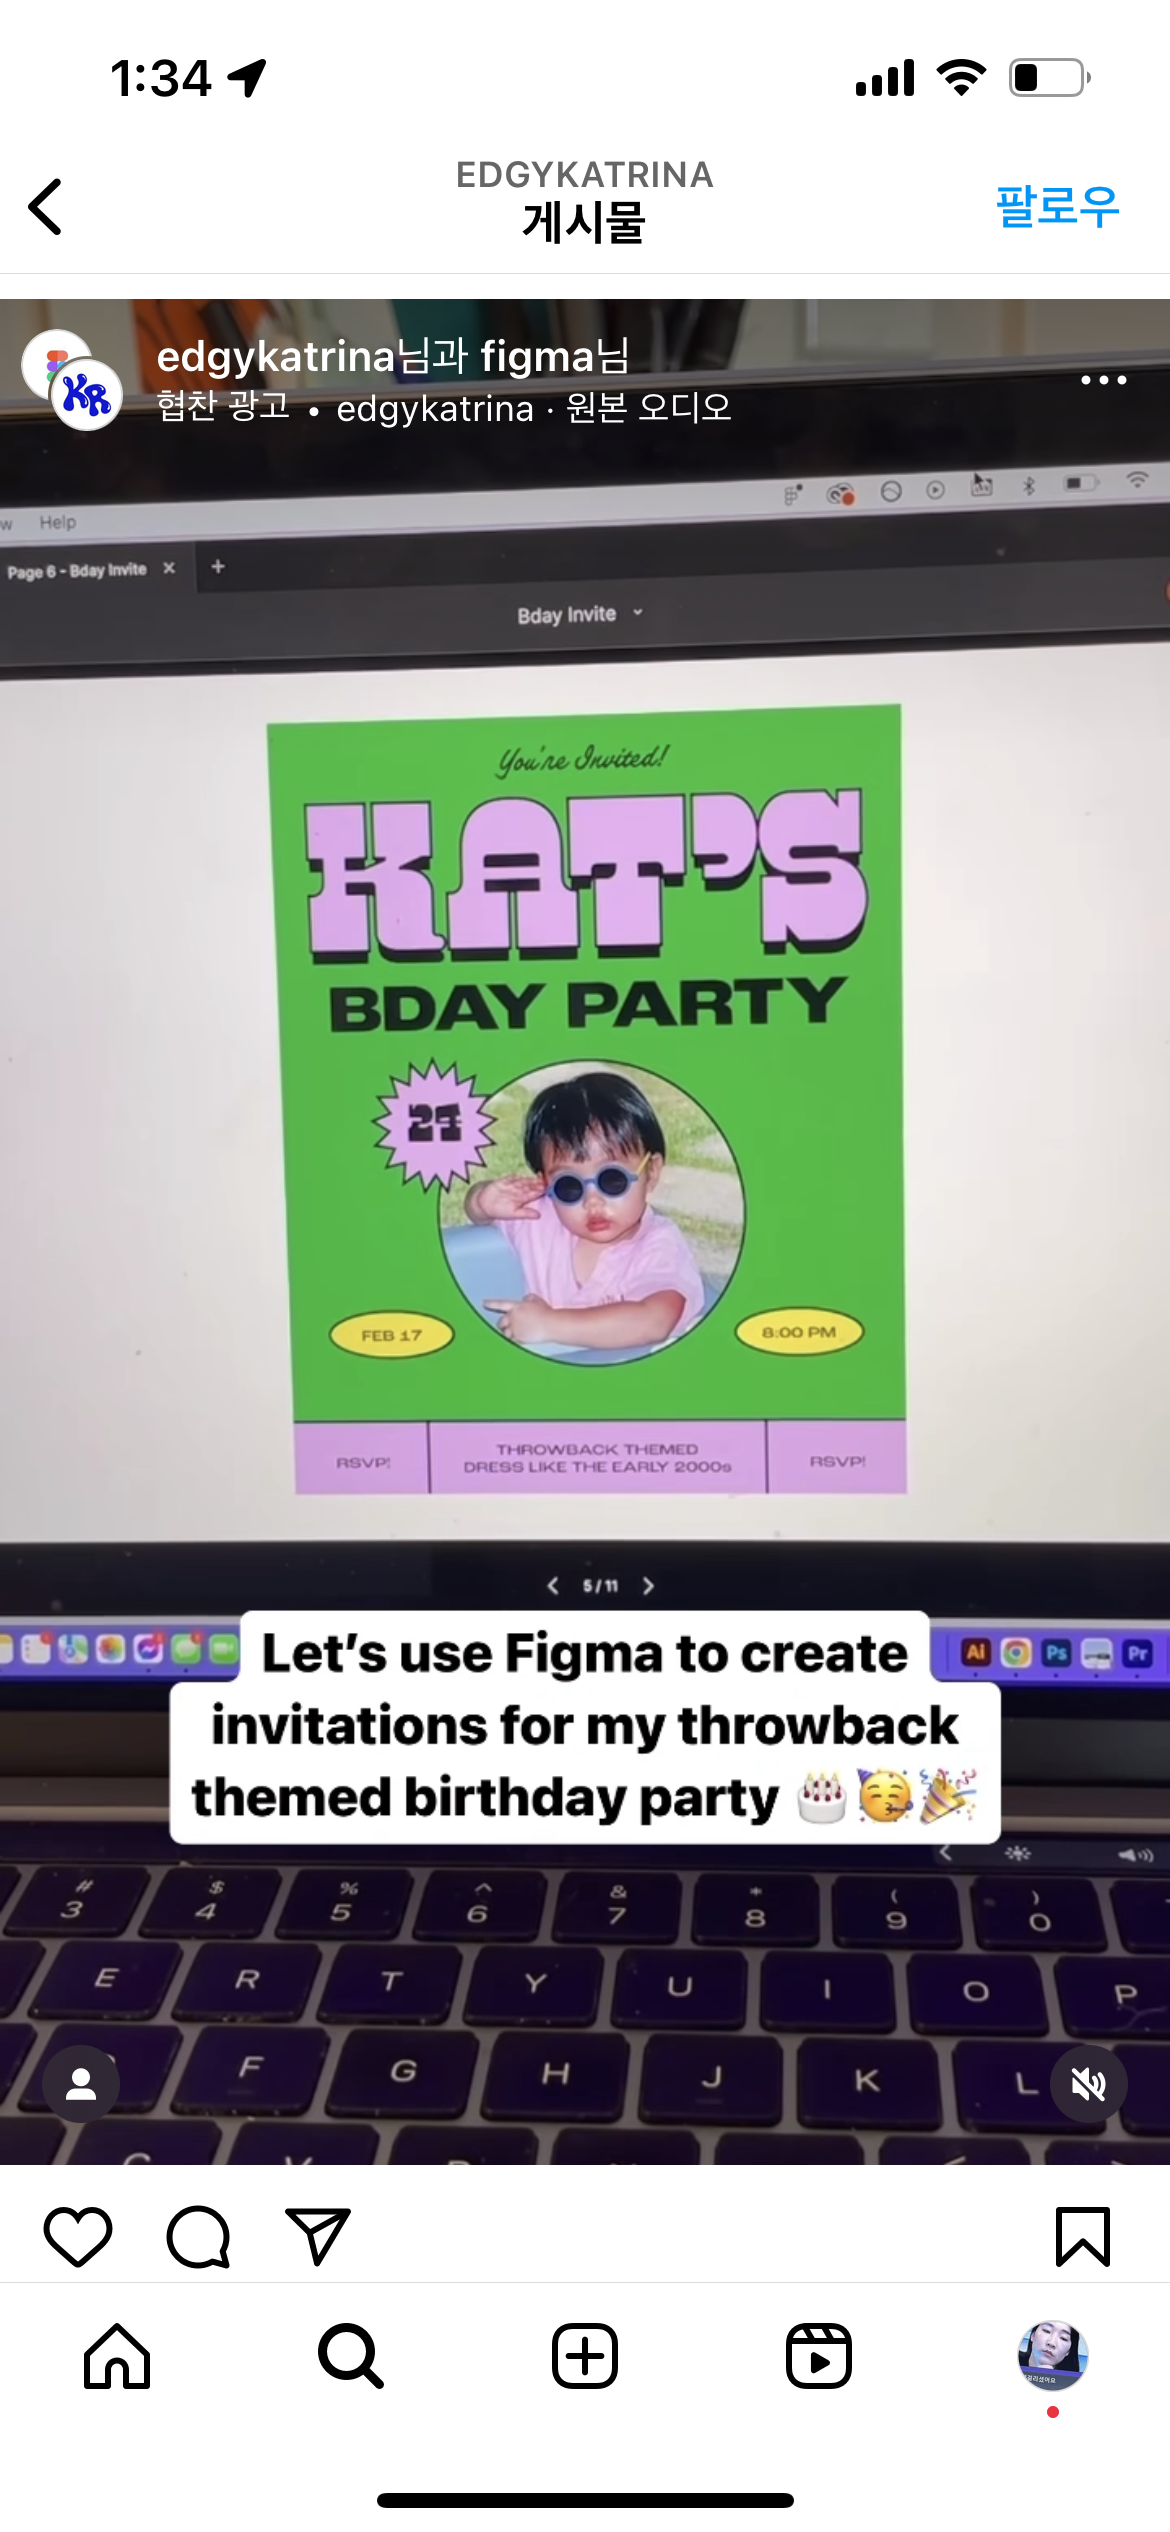 1:34
EDGYKATRINA
게시물
팔로우
edgykatrina님과 figma님
협찬 광고 • edgykatrina · 원본 오디오
w Help
Page 6 - Bday Invite
Bday Invite
You're Invited!
KAT'S
BDAY PARTY
24
FEB 17
8:00 PM
RSVP!
THROWBACK THEMED
DRESS LIKE THE EARLY 2000s
RSVP!
5 / 11
Ai Ps Pr
Let's use Figma to create
invitations for my throwback
themed birthday party 🎂🥳🎉
# $ % ^ & * ( )
3 4 5 6 7 8 9 0
E R T Y U I O P
F G H J K L